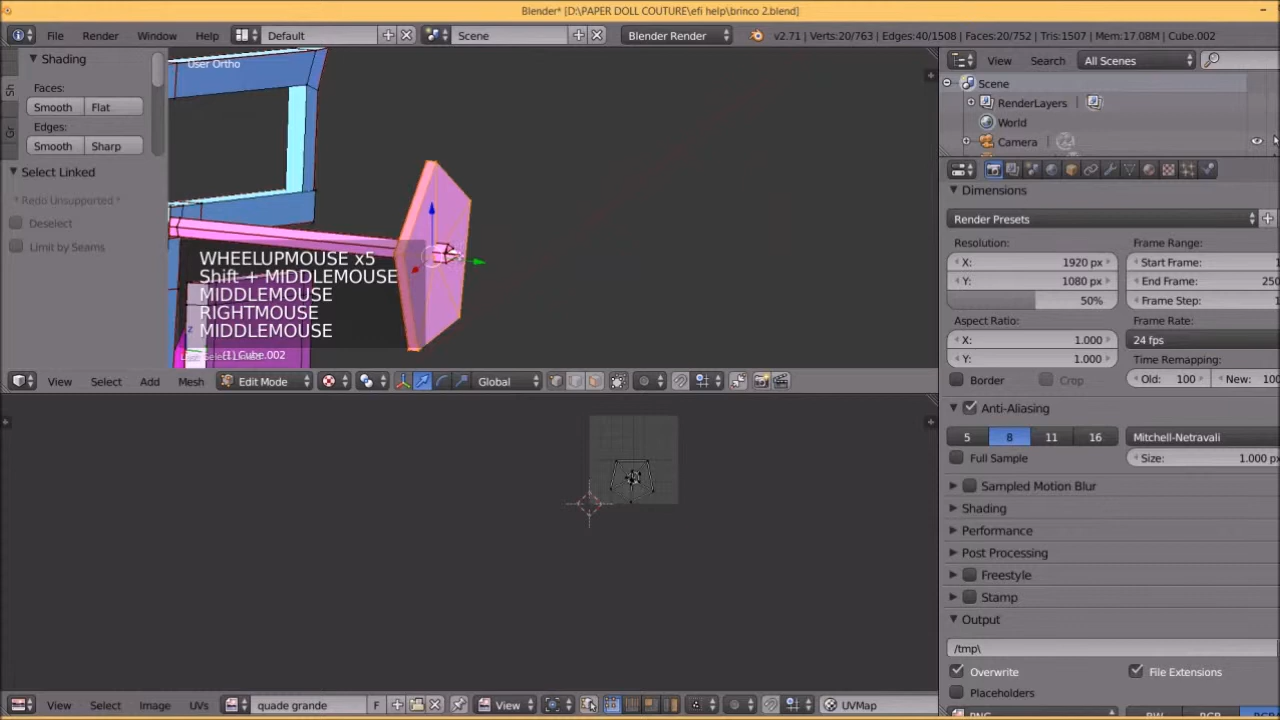 Blender* [D:\PAPER DOLL COUTURE\efi help\brinco 2.blend]
File Render Window Help Default Scene Blender Render v2.71 | Verts:20/763 | Edges:40/1508 | Faces:20/752 | Tris:1507 | Mem:17.08M | Cube.002
Shading
Faces:
Smooth Flat
Edges:
Smooth Sharp
Select Linked
* Redo Unsupported *
Deselect
Limit by Seams
Sh
Gr
User Ortho
WHEELUPMOUSE x5
Shift + MIDDLEMOUSE
MIDDLEMOUSE
RIGHTMOUSE
MIDDLEMOUSE
(1) Cube.002
View Select Add Mesh Edit Mode Global
View Select Image UVs quade grande F View UVMap
View Search All Scenes
Scene
RenderLayers
World
Camera
Dimensions
Render Presets
Resolution: Frame Range:
X: 1920 px Start Frame: 1
Y: 1080 px End Frame: 250
50% Frame Step: 1
Aspect Ratio: Frame Rate:
X: 1.000 24 fps
Y: 1.000 Time Remapping:
Border Crop Old: 100 New: 100
Anti-Aliasing
5 8 11 16 Mitchell-Netravali
Full Sample Size: 1.000 px
Sampled Motion Blur
Shading
Performance
Post Processing
Freestyle
Stamp
Output
/tmp\
Overwrite File Extensions
Placeholders